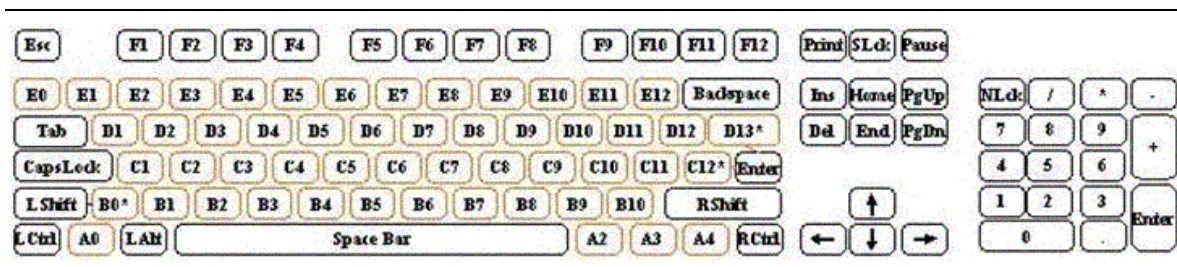 Esc F1 F2 F3 F4 F5 F6 F7 F8 F9 F10 F11 F12 Print SLck Pause
E0 E1 E2 E3 E4 E5 E6 E7 E8 E9 E10 E11 E12 Backspace Ins Home PgUp NLck / * -
Tab D1 D2 D3 D4 D5 D6 D7 D8 D9 D10 D11 D12 D13* Del End PgDn 7 8 9 +
CapsLock C1 C2 C3 C4 C5 C6 C7 C8 C9 C10 C11 C12* Enter 4 5 6
LShift B0* B1 B2 B3 B4 B5 B6 B7 B8 B9 B10 RShift ↑ 1 2 3 Enter
LCtrl A0 LAlt Space Bar A2 A3 A4 RCtrl ← ↓ → 0 .